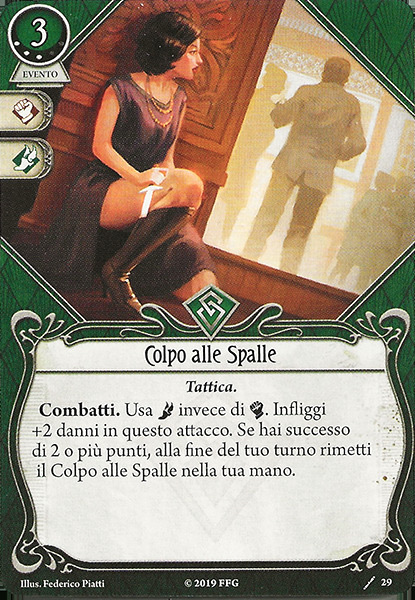 3
EVENTO
Colpo alle Spalle
Tattica.
Combatti. Usa invece di . Infliggi
+2 danni in questo attacco. Se hai successo
di 2 o più punti, alla fine del tuo turno rimetti
il Colpo alle Spalle nella tua mano.
Illus. Federico Piatti © 2019 FFG 29